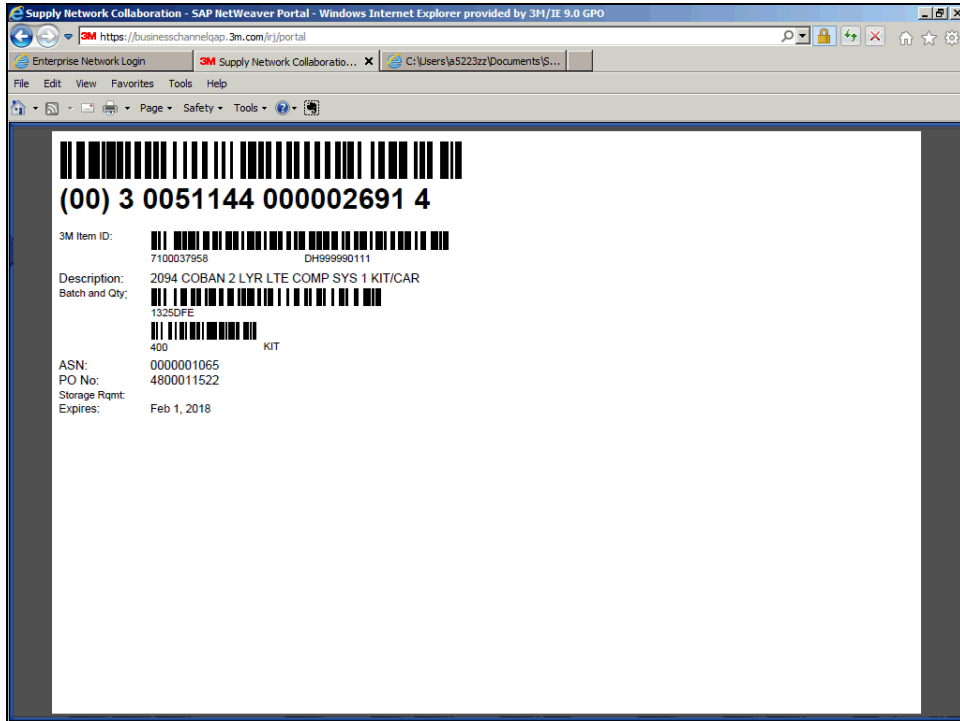 Supply Network Collaboration - SAP NetWeaver Portal - Windows Internet Explorer provided by 3M/IE 9.0 GPO
3M https://businesschannelqap.3m.com/irj/portal
Enterprise Network Login 3M Supply Network Collaboratio... X C:\Users\a5223zz\Documents\S...
File Edit View Favorites Tools Help
Page Safety Tools
(00) 3 0051144 000002691 4
3M Item ID:
7100037958 DH999990111
Description: 2094 COBAN 2 LYR LTE COMP SYS 1 KIT/CAR
Batch and Qty:
1325DFE
400 KIT
ASN: 0000001065
PO No: 4800011522
Storage Rqmt:
Expires: Feb 1, 2018